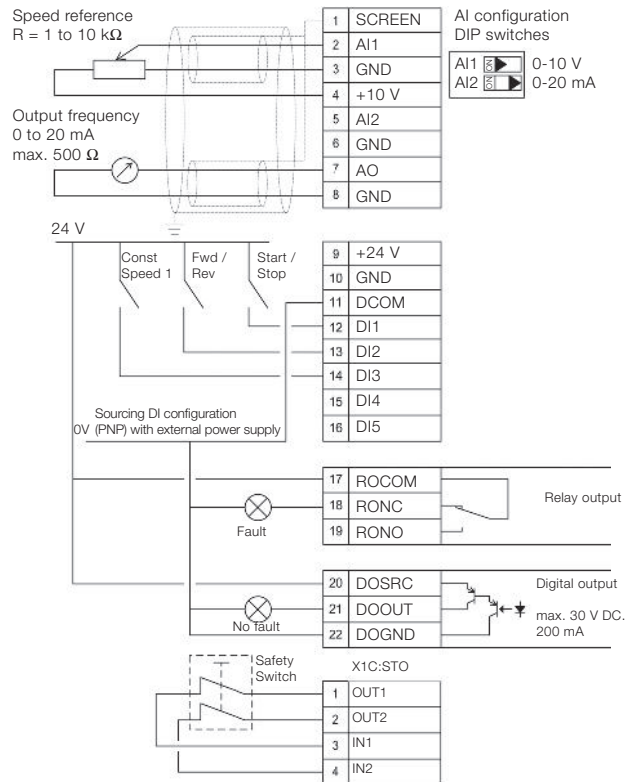 Speed reference
R = 1 to 10 kΩ
1 SCREEN
2 AI1
3 GND
4 +10 V
5 AI2
6 GND
7 AO
8 GND
AI configuration
DIP switches
AI1 ON 0-10 V
AI2 ON 0-20 mA
Output frequency
0 to 20 mA
max. 500 Ω
24 V
Const
Speed 1
Fwd /
Rev
Start /
Stop
9 +24 V
10 GND
11 DCOM
12 DI1
13 DI2
14 DI3
15 DI4
16 DI5
Sourcing DI configuration
0V (PNP) with external power supply
17 ROCOM
18 RONC
19 RONO
Relay output
Fault
20 DOSRC
21 DOOUT
22 DOGND
Digital output
max. 30 V DC.
200 mA
No fault
Safety
Switch
X1C:STO
1 OUT1
2 OUT2
3 IN1
4 IN2